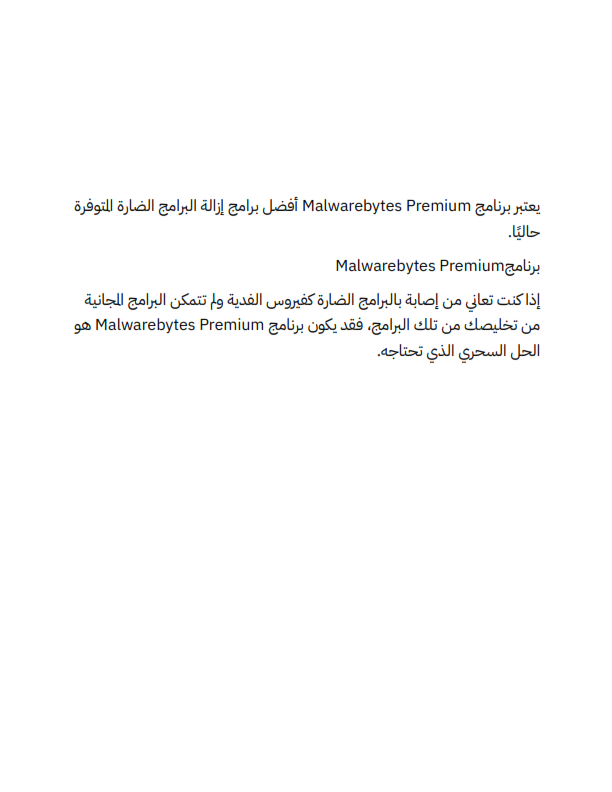 يعتبر برنامج Malwarebytes Premium أفضل برامج إزالة البرامج الضارة المتوفرة
حاليًا.
برنامجMalwarebytes Premium
إذا كنت تعاني من إصابة بالبرامج الضارة كفيروس الفدية ولم تتمكن البرامج المجانية
من تخليصك من تلك البرامج، فقد يكون برنامج Malwarebytes Premium هو
الحل السحري الذي تحتاجه.